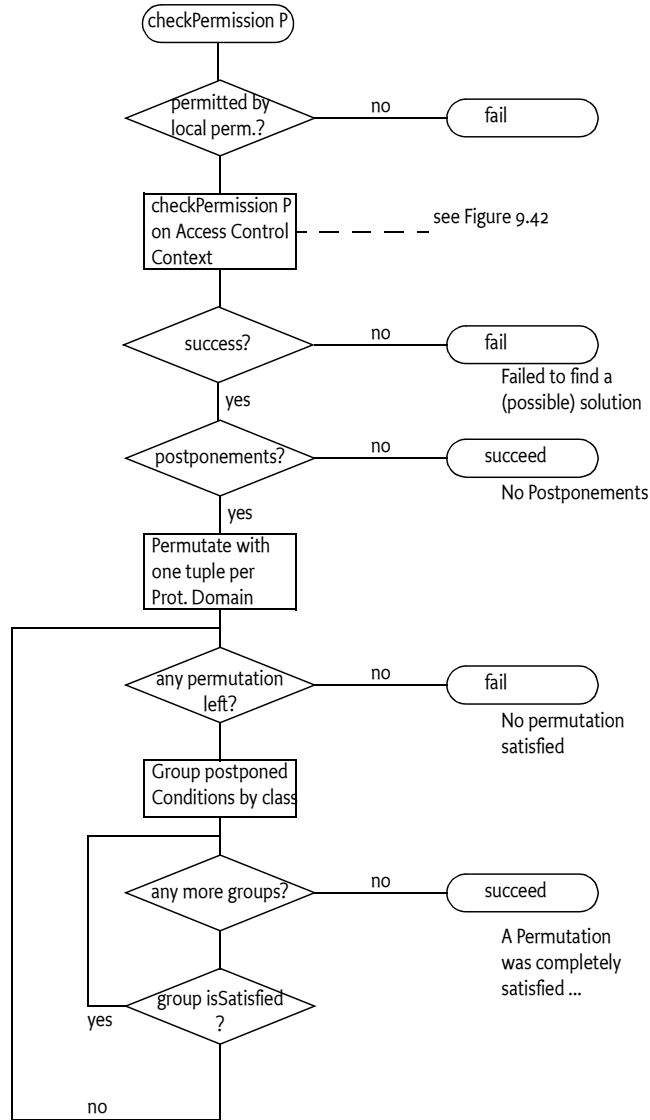 checkPermission P
permitted by
local perm.?
no
fail
checkPermission P
on Access Control
Context
see Figure 9.42
success?
no
fail
Failed to find a
(possible) solution
yes
postponements?
no
succeed
No Postponements
yes
Permutate with
one tuple per
Prot. Domain
any permutation
left?
no
fail
No permutation
satisfied
Group postponed
Conditions by class
any more groups?
no
succeed
A Permutation
was completely
satisfied ...
group isSatisfied
?
yes
no